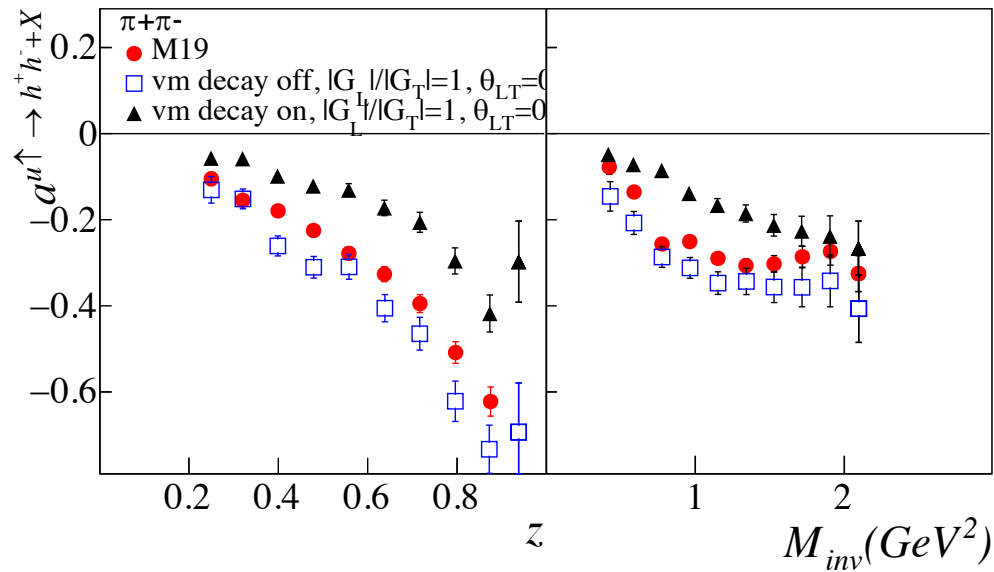 π+π-
M19
vm decay off, |G_L|/|G_T|=1, θ_LT=0
vm decay on, |G_L|/|G_T|=1, θ_LT=0
a^{u↑ → h^+ h^- +X}
0.2
0
−0.2
−0.4
−0.6
0.2 0.4 0.6 0.8
z
1 2
M_inv(GeV^2)